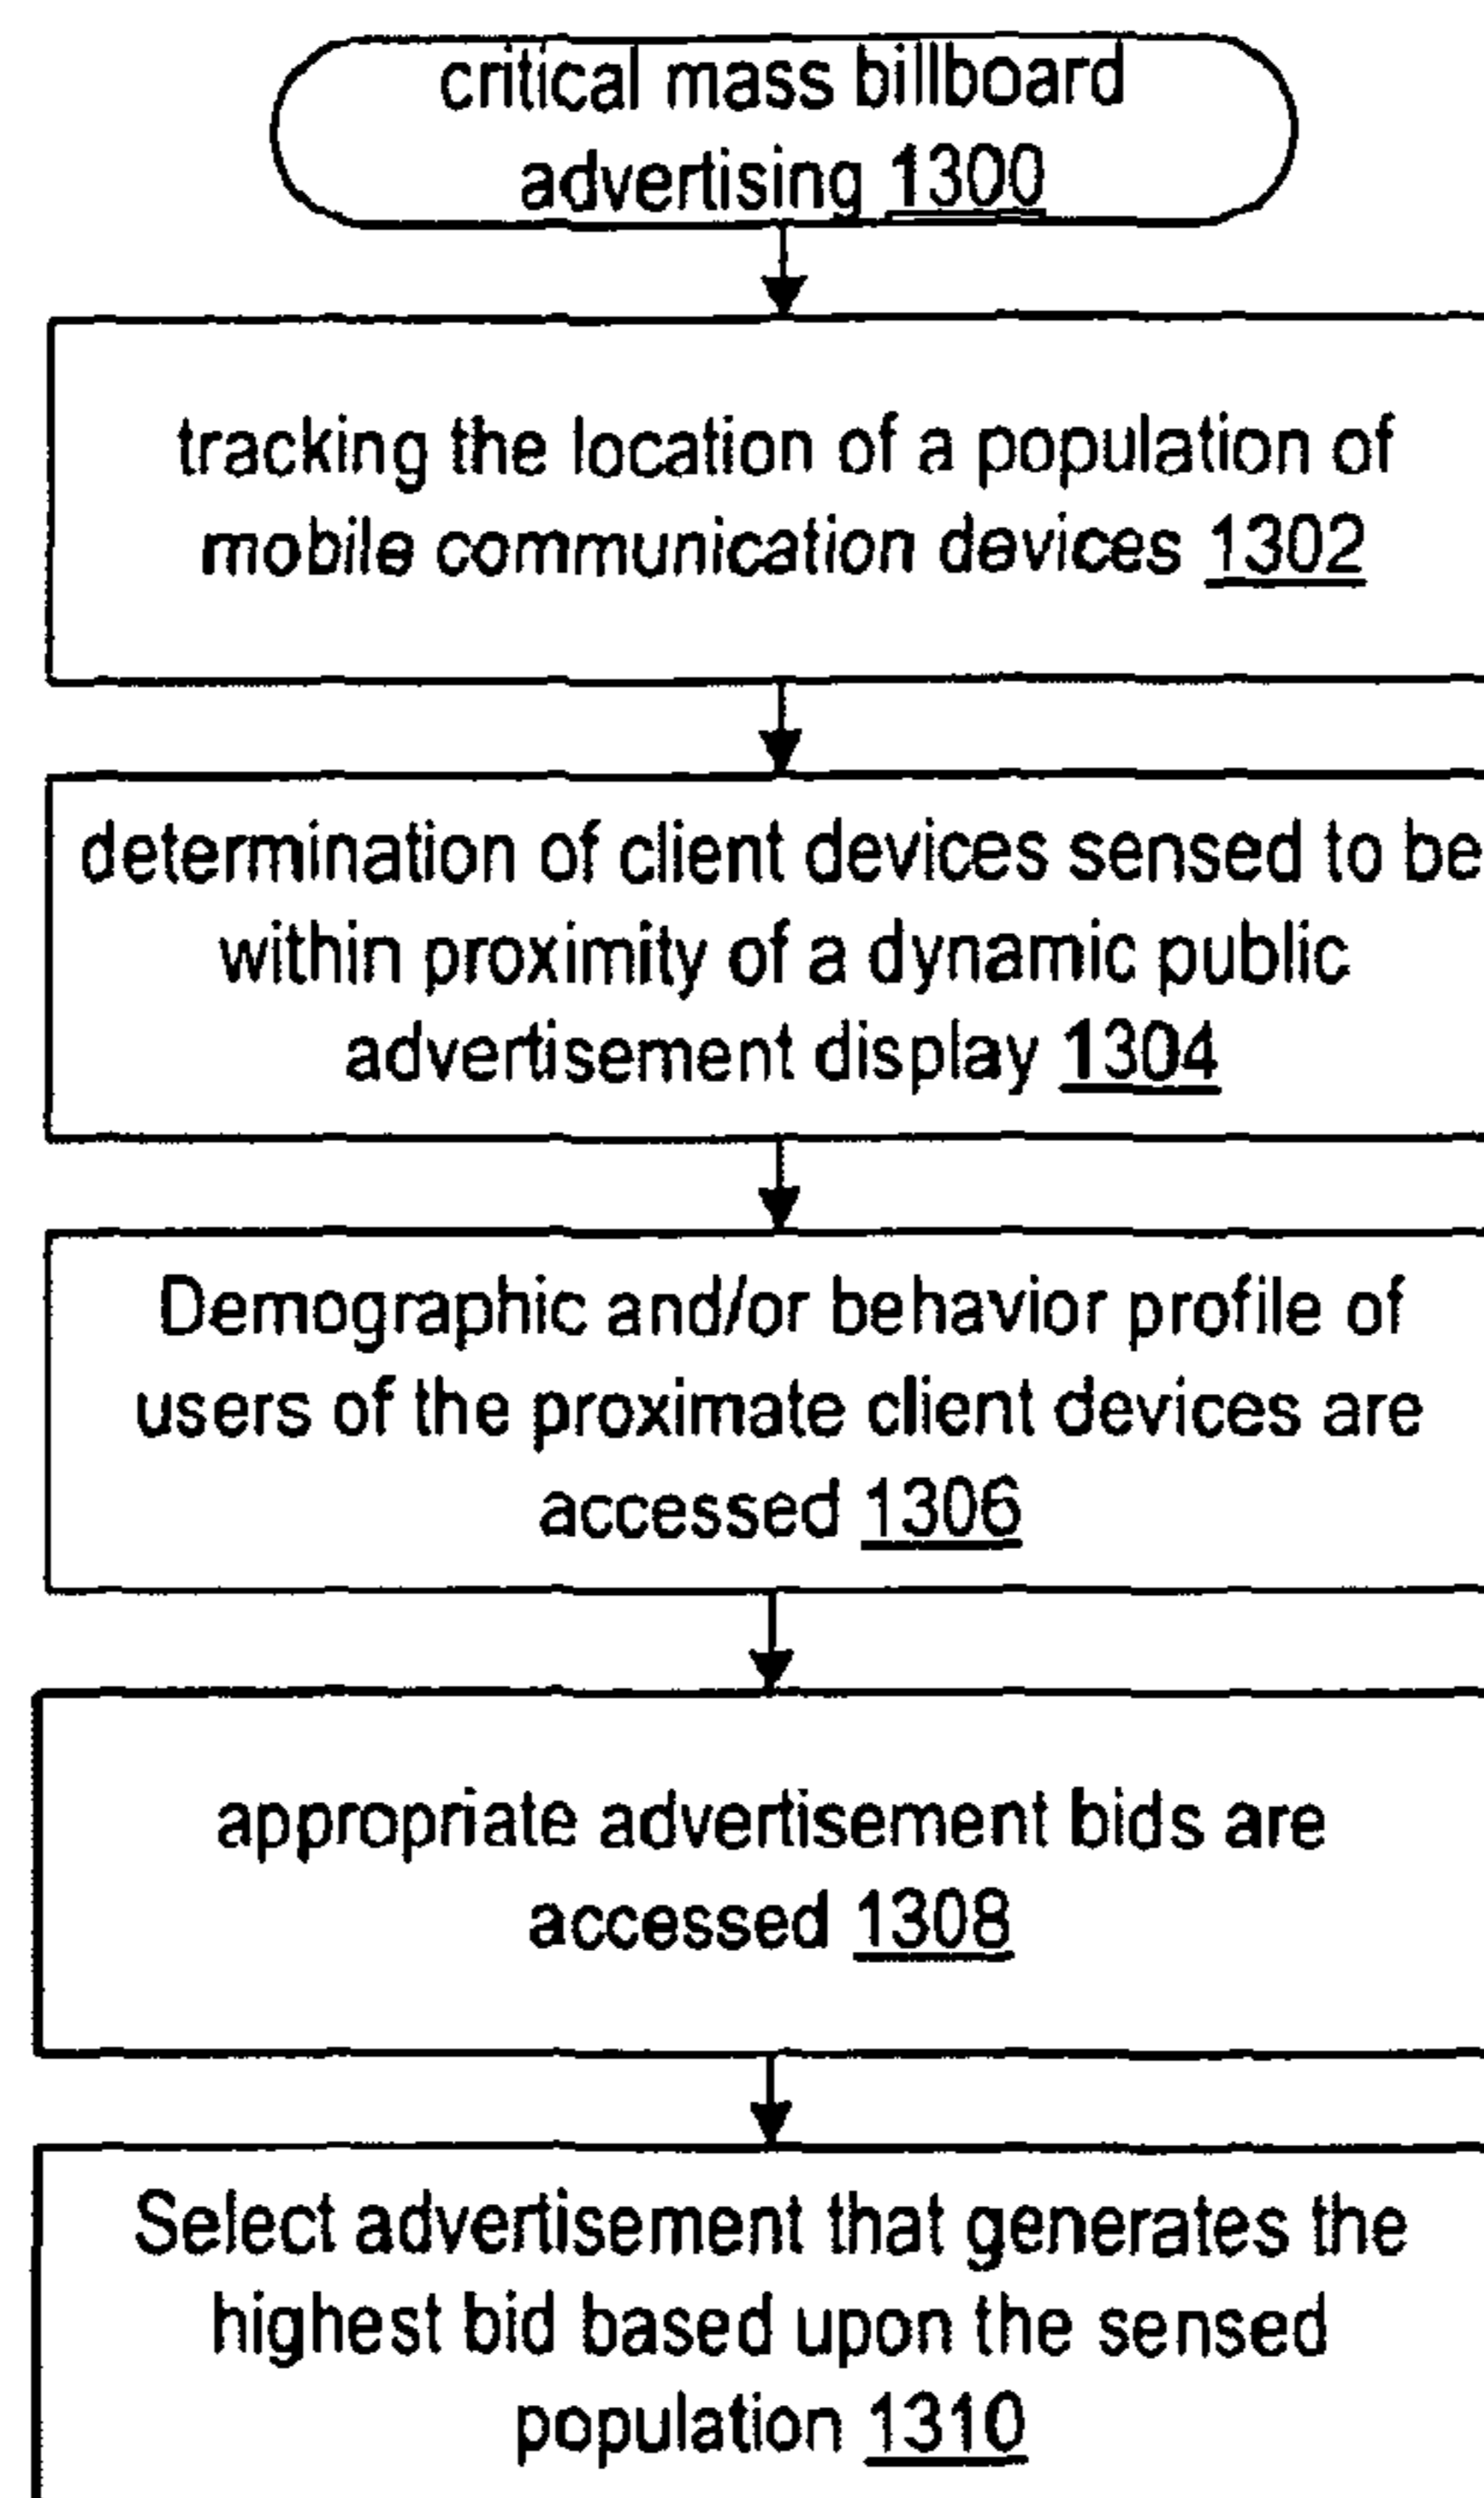 critical mass billboard
advertising 1300
tracking the location of a population of
mobile communication devices 1302
determination of client devices sensed to be
within proximity of a dynamic public
advertisement display 1304
Demographic and/or behavior profile of
users of the proximate client devices are
accessed 1306
appropriate advertisement bids are
accessed 1308
Select advertisement that generates the
highest bid based upon the sensed
population 1310